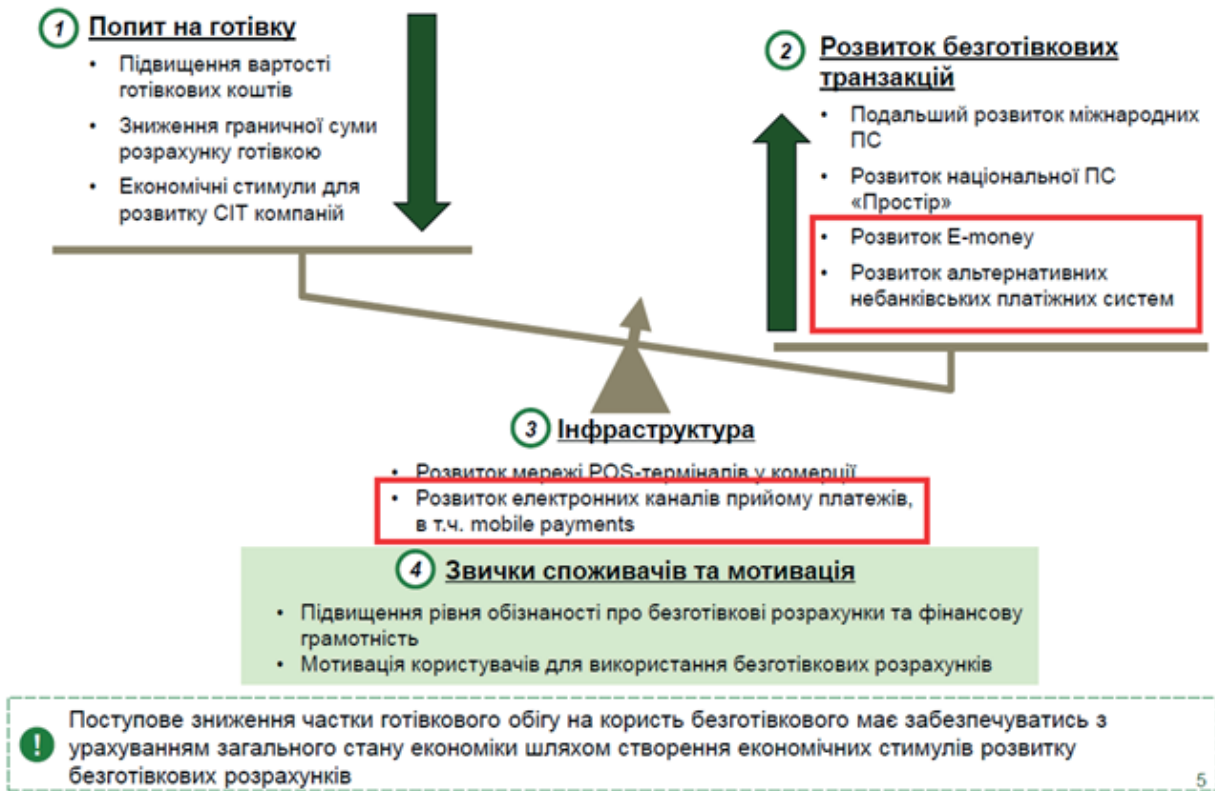 1 Попит на готівку
• Підвищення вартості
готівкових коштів
• Зниження граничної суми
розрахунку готівкою
• Економічні стимули для
розвитку СІТ компаній
2 Розвиток безготівкових
транзакцій
• Подальший розвиток міжнародних
ПС
• Розвиток національної ПС
«Простір»
• Розвиток E-money
• Розвиток альтернативних
небанківських платіжних систем
3 Інфраструктура
• Розвиток мережі POS-терміналів у комерції
• Розвиток електронних каналів прийому платежів,
в т.ч. mobile payments
4 Звички споживачів та мотивація
• Підвищення рівня обізнаності про безготівкові розрахунки та фінансову
грамотність
• Мотивація користувачів для використання безготівкових розрахунків
! Поступове зниження частки готівкового обігу на користь безготівкового має забезпечуватись з
урахуванням загального стану економіки шляхом створення економічних стимулів розвитку
безготівкових розрахунків
5